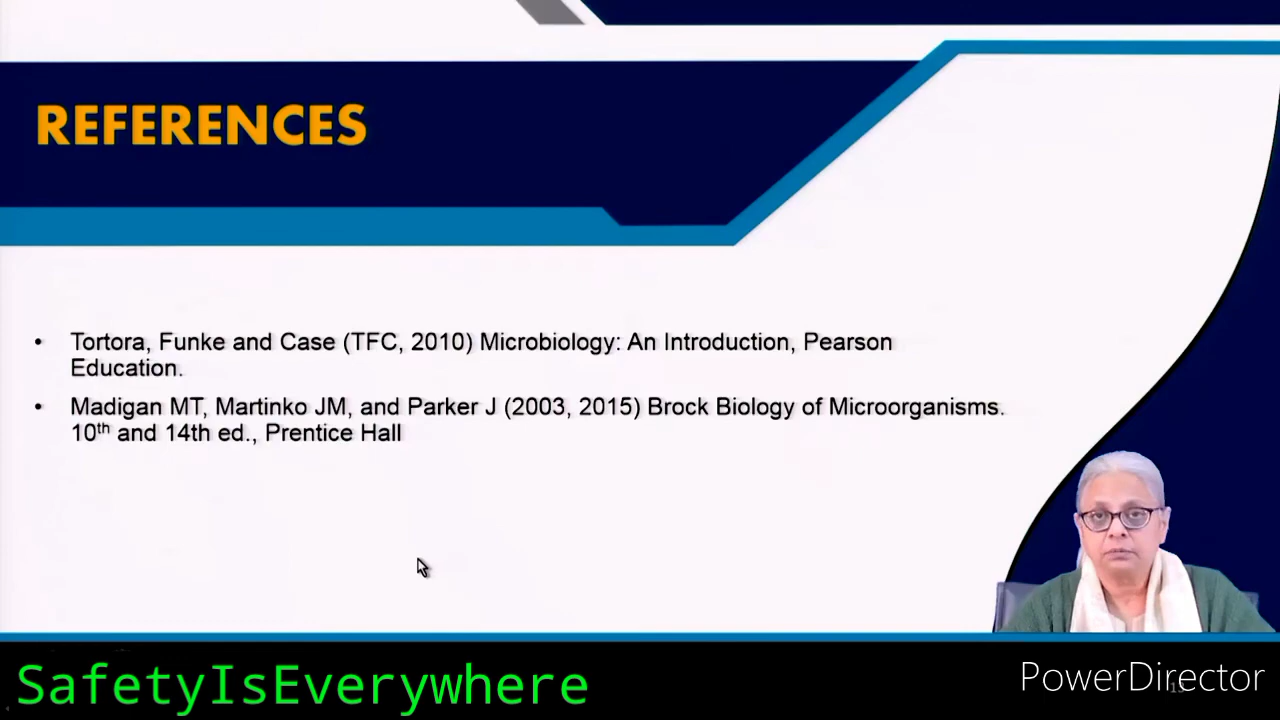 REFERENCES
• Tortora, Funke and Case (TFC, 2010) Microbiology: An Introduction, Pearson
Education.
• Madigan MT, Martinko JM, and Parker J (2003, 2015) Brock Biology of Microorganisms.
10th and 14th ed., Prentice Hall
SafetyIsEverywhere
PowerDirector